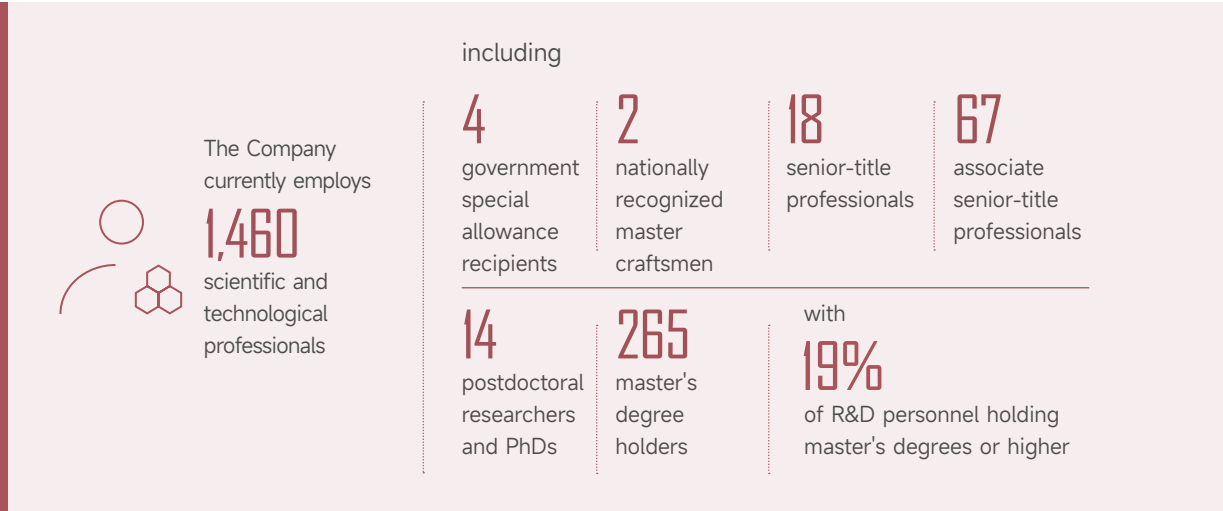 The Company
currently employs
1,460
scientific and
technological
professionals
including
4
government
special
allowance
recipients
2
nationally
recognized
master
craftsmen
18
senior-title
professionals
67
associate
senior-title
professionals
14
postdoctoral
researchers
and PhDs
265
master's
degree
holders
with
19%
of R&D personnel holding
master's degrees or higher